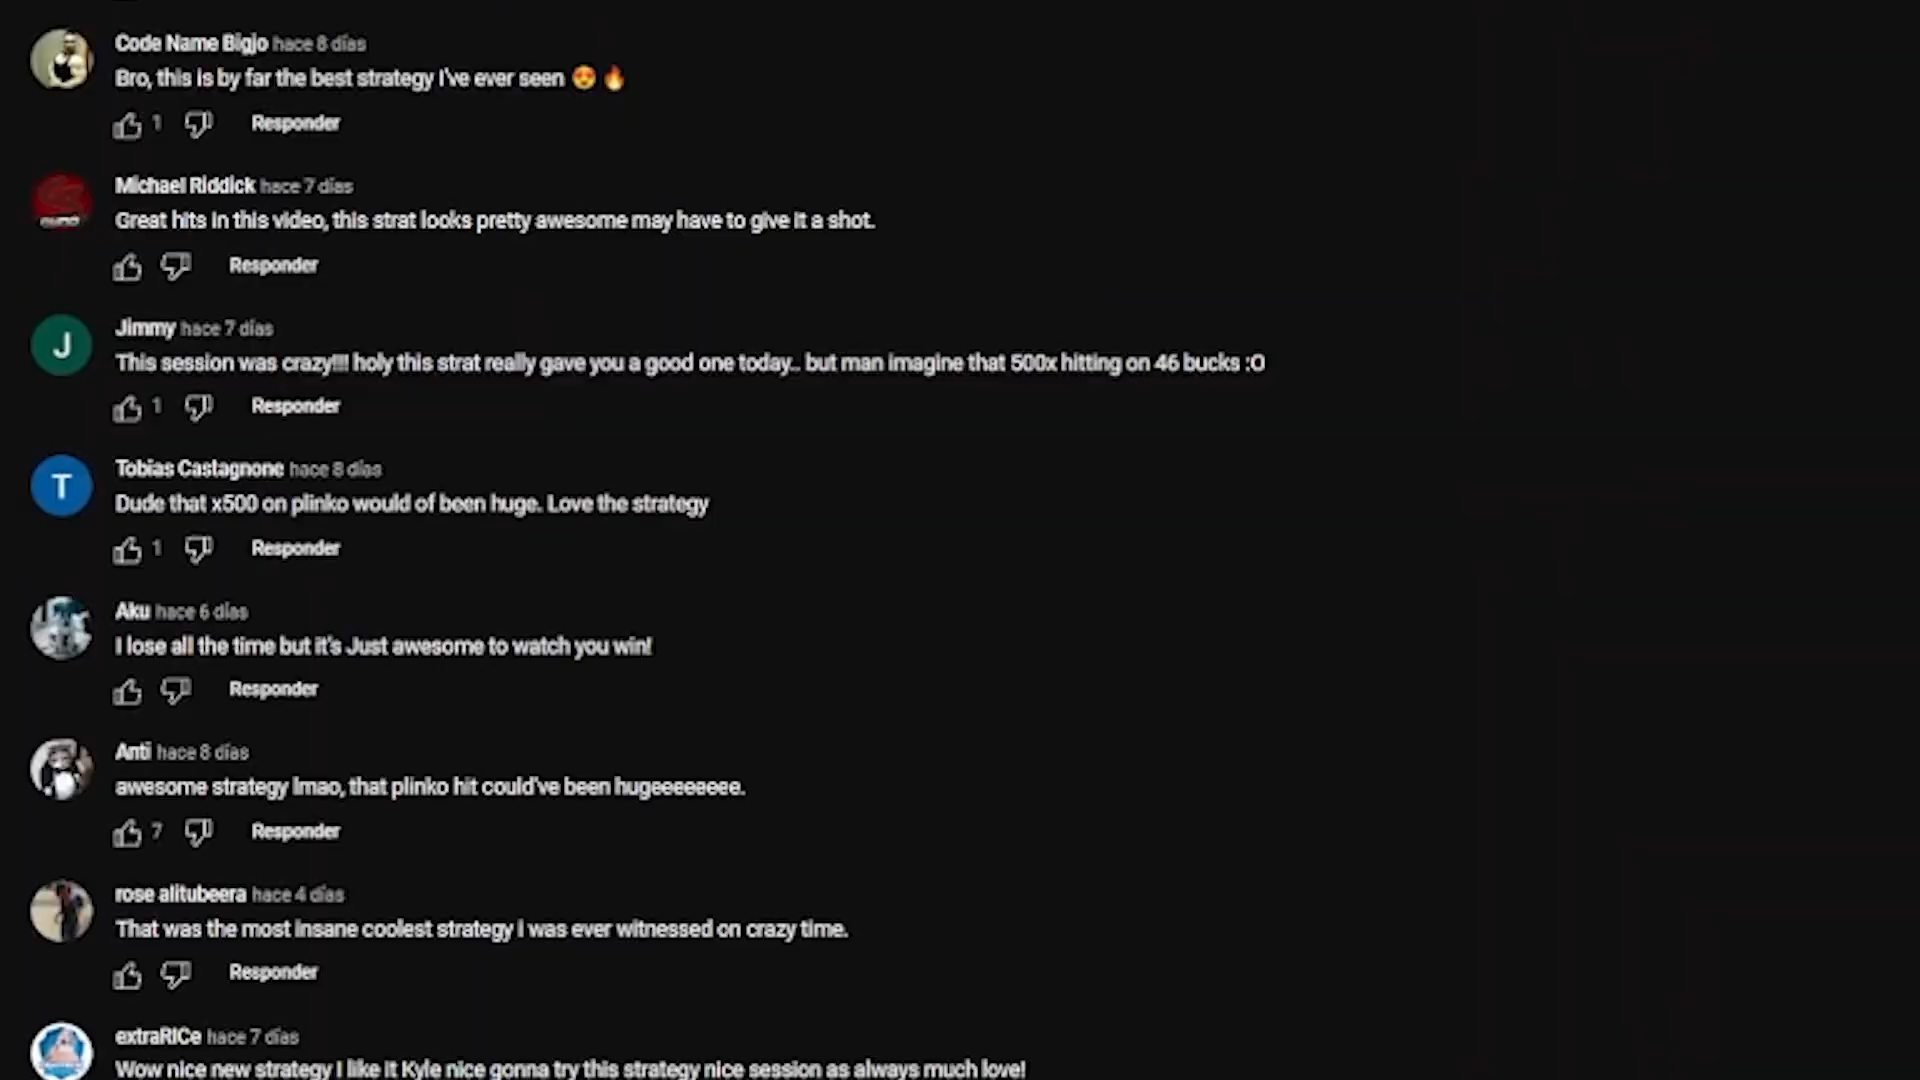 Code Name Bigjo hace 8 días
Bro, this is by far the best strategy I've ever seen 😍 🔥
1 Responder
Michael Riddick hace 7 días
Great hits in this video, this strat looks pretty awesome may have to give it a shot.
Responder
J
Jimmy hace 7 días
This session was crazy!!!! holy this strat really gave you a good one today.. but man imagine that 500x hitting on 46 bucks :O
1 Responder
T
Tobias Castagnone hace 8 días
Dude that x500 on plinko would of been huge. Love the strategy
1 Responder
Aku hace 6 días
I lose all the time but it's Just awesome to watch you win!
Responder
Anti hace 8 días
awesome strategy lmao, that plinko hit could've been hugeeeeeeee.
7 Responder
rose alitubeera hace 4 días
That was the most insane coolest strategy I was ever witnessed on crazy time.
Responder
extraRICe hace 7 días
Wow nice new strategy I like it Kyle nice gonna try this strategy nice session as always much love!